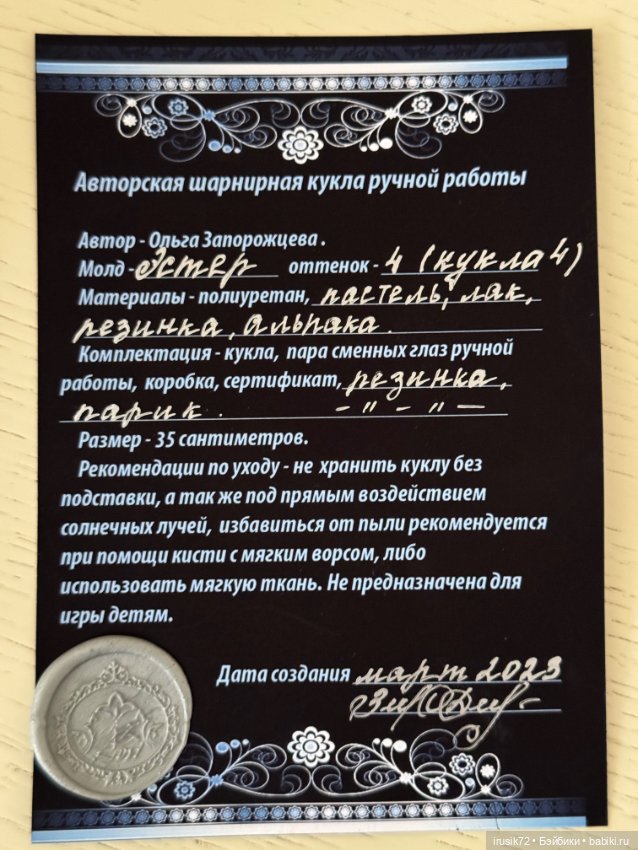 Авторская шарнирная кукла ручной работы
Автор - Ольга Запорожцева .
Молд - Эстер оттенок - 4 (кукла 4)
Материалы - полиуретан, пастель, лак,
резинка, альпака.
Комплектация - кукла, пара сменных глаз ручной
работы, коробка, сертификат, резинка,
парик. - " - " -
Размер - 35 сантиметров.
Рекомендации по уходу - не хранить куклу без
подставки, а так же под прямым воздействием
солнечных лучей, избавиться от пыли рекомендуется
при помощи кисти с мягким ворсом, либо
использовать мягкую ткань. Не предназначена для
игры детям.
Дата создания март 2023
irusik72 • Бэйбики • babiki.ru